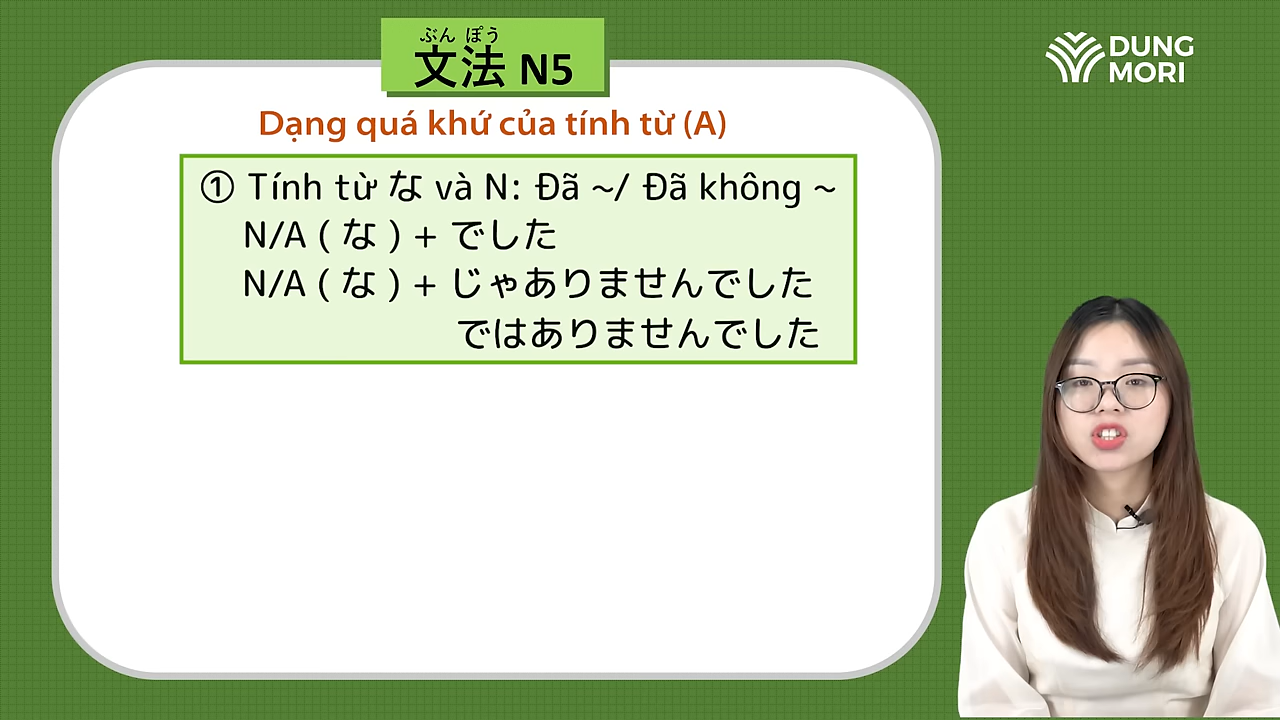 ぶん ぽう
文法 N5
DUNG
MORI
Dạng quá khứ của tính từ (A)
① Tính từ な và N: Đã ~/ Đã không ~
N/A ( な ) + でした
N/A ( な ) + じゃありませんでした
ではありませんでした